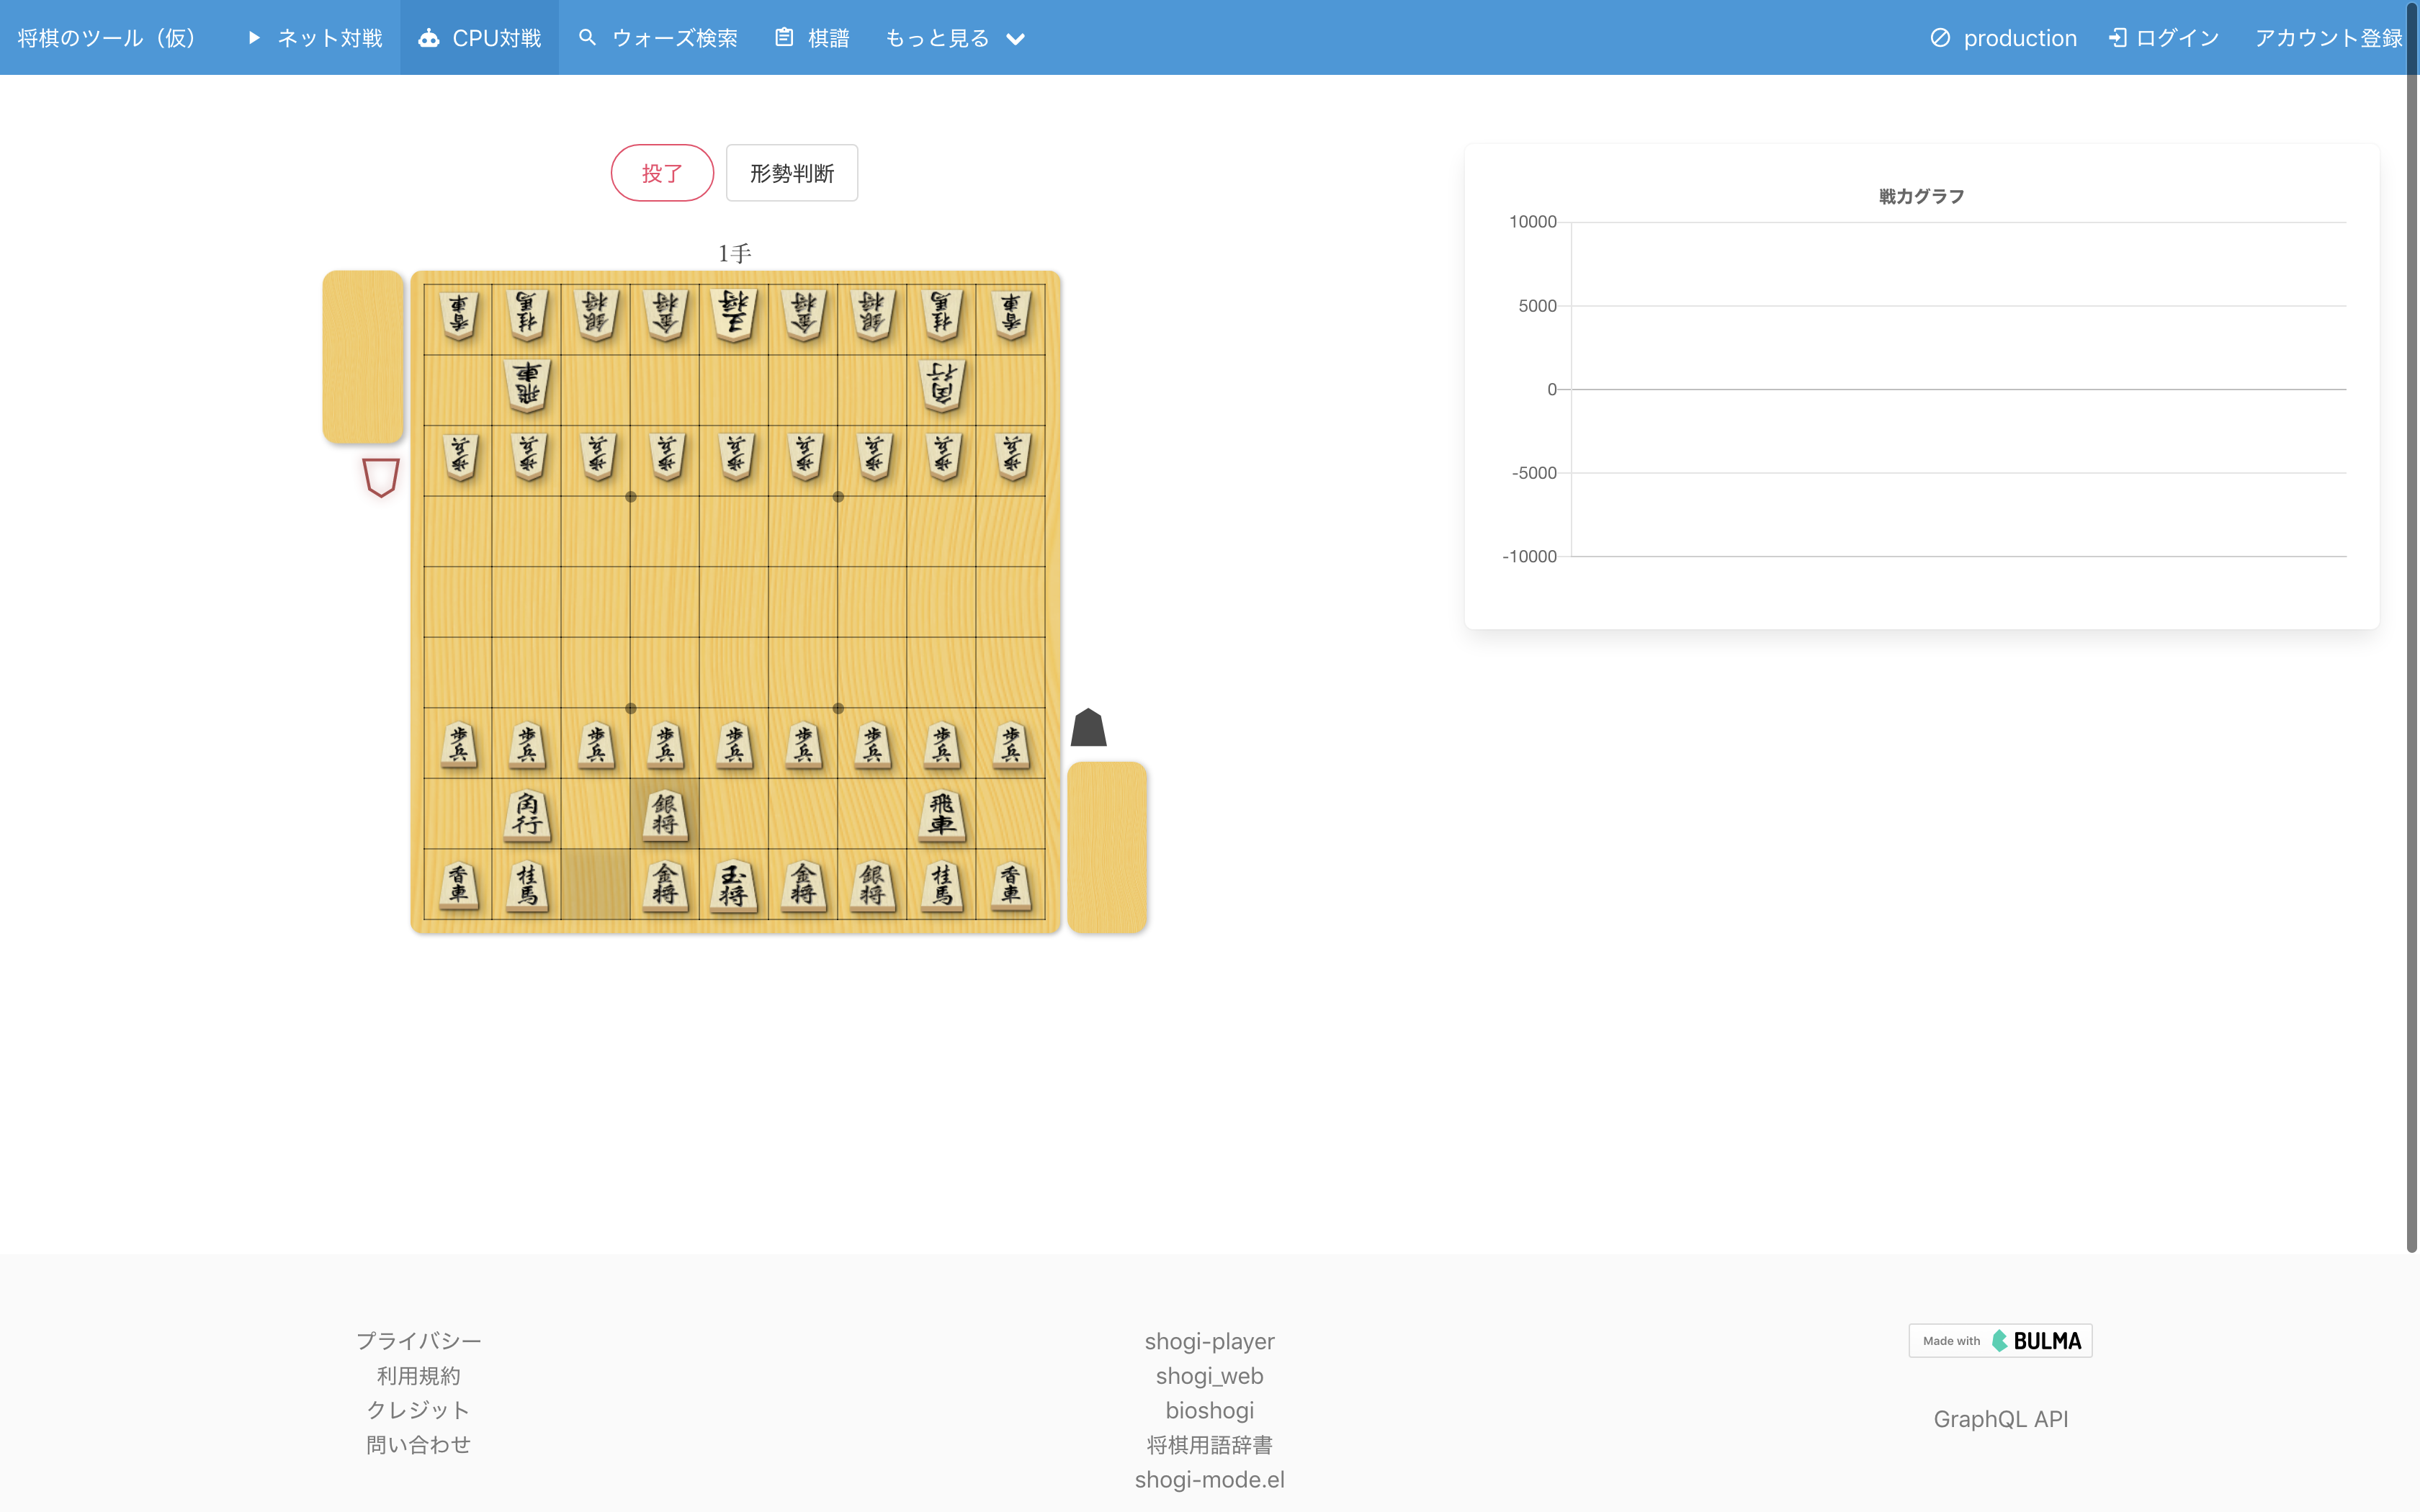 将棋のツール（仮） ネット対戦 CPU対戦 ウォーズ検索 棋譜 もっと見る production ログイン アカウント登録
投了 形勢判断
1手
香車 桂馬 銀将 金将 王将 金将 銀将 桂馬 香車
飛車 角行
歩兵 歩兵 歩兵 歩兵 歩兵 歩兵 歩兵 歩兵 歩兵
歩兵 歩兵 歩兵 歩兵 歩兵 歩兵 歩兵 歩兵 歩兵
角行 銀将 飛車
香車 桂馬 金将 玉将 金将 銀将 桂馬 香車
戦力グラフ
10000
5000
0
-5000
-10000
プライバシー
利用規約
クレジット
問い合わせ
shogi-player
shogi_web
bioshogi
将棋用語辞書
shogi-mode.el
Made with BULMA
GraphQL API